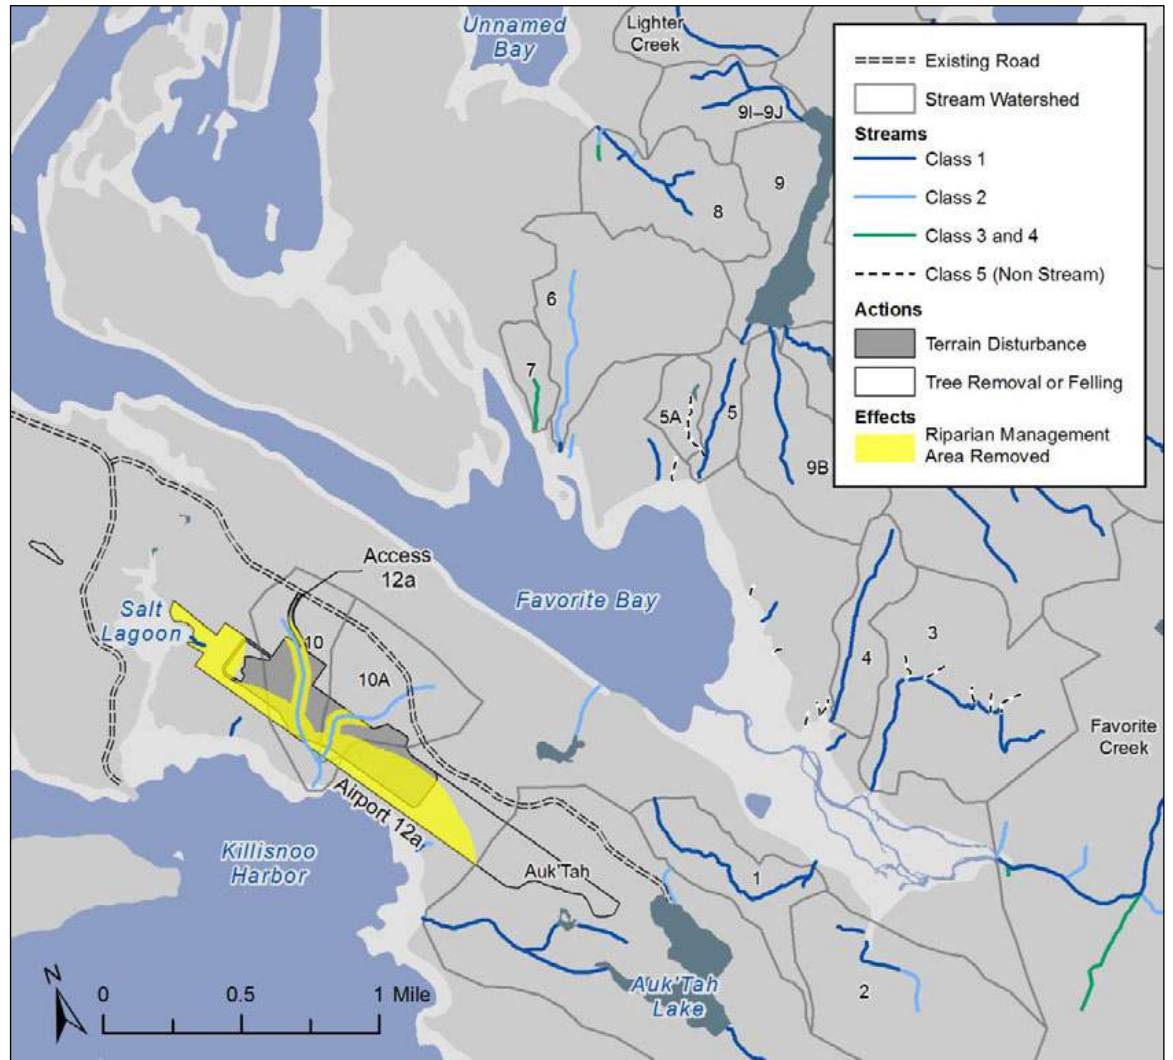 Unnamed
Bay
Lighter
Creek
9I–9J
9
8
6
7
5A
5
9B
Existing Road
Stream Watershed
Streams
Class 1
Class 2
Class 3 and 4
Class 5 (Non Stream)
Actions
Terrain Disturbance
Tree Removal or Felling
Effects
Riparian Management
Area Removed
Access
12a
Salt
Lagoon
Favorite Bay
10
10A
3
4
Favorite
Creek
Airport 12a
Killisnoo
Harbor
Auk'Tah
1
2
Auk'Tah
Lake
N
0 0.5 1 Mile